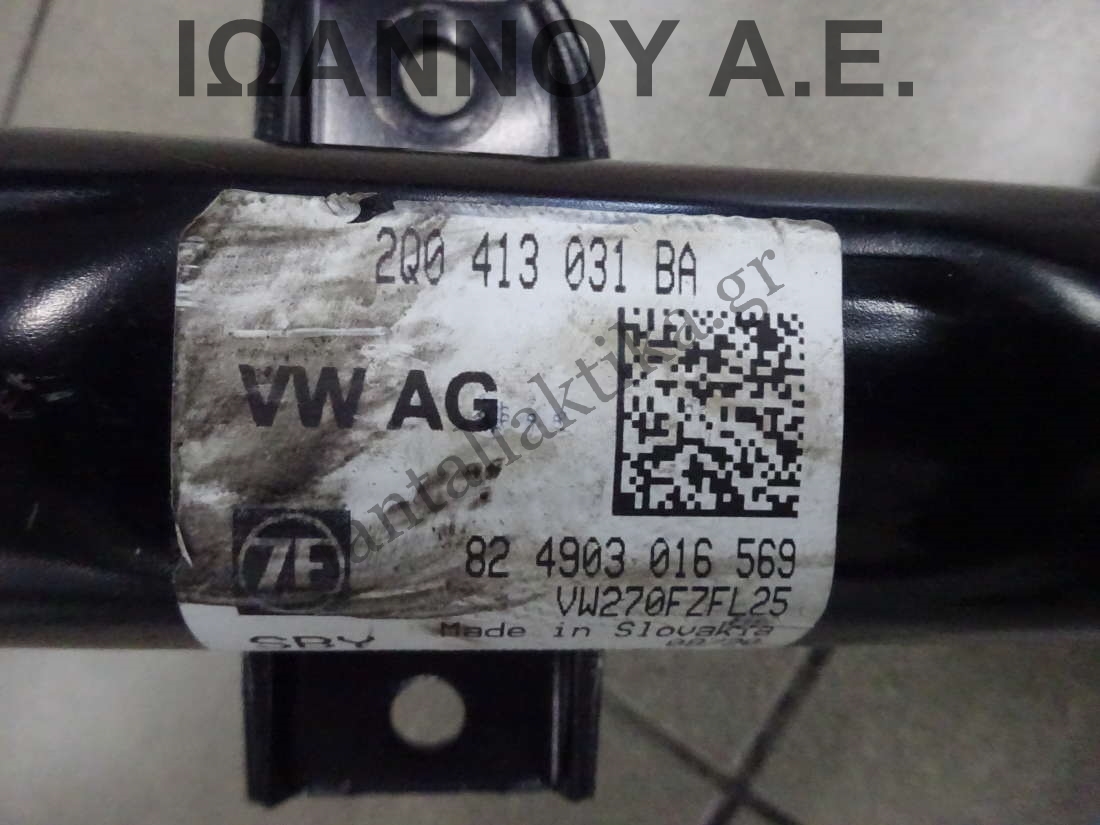 ΙΩΑΝΝΟΥ Α.Ε.
2Q0 413 031 BA
VW AG
antallaktika.gr
ZF
82 4903 016 569
VW270FZFL25
Made in Slovakia